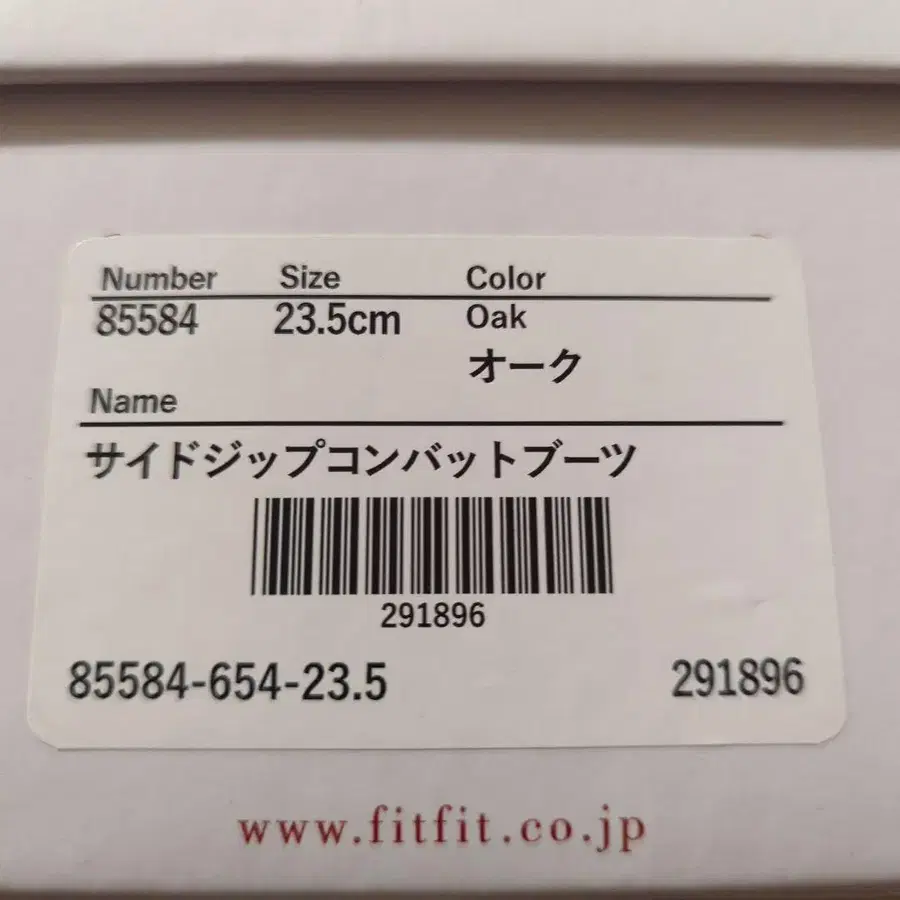 Number Size Color
85584 23.5cm Oak
オーク
Name
サイドジップコンバットブーツ
291896
85584-654-23.5 291896
www.fitfit.co.jp